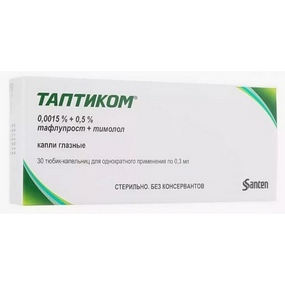 ТАПТИКОМ®
0,0015 % + 0,5 %
тафлупрост + тимолол
капли глазные
30 тюбик-капельниц для однократного применения по 0,3 мл
СТЕРИЛЬНО. БЕЗ КОНСЕРВАНТОВ
Santen